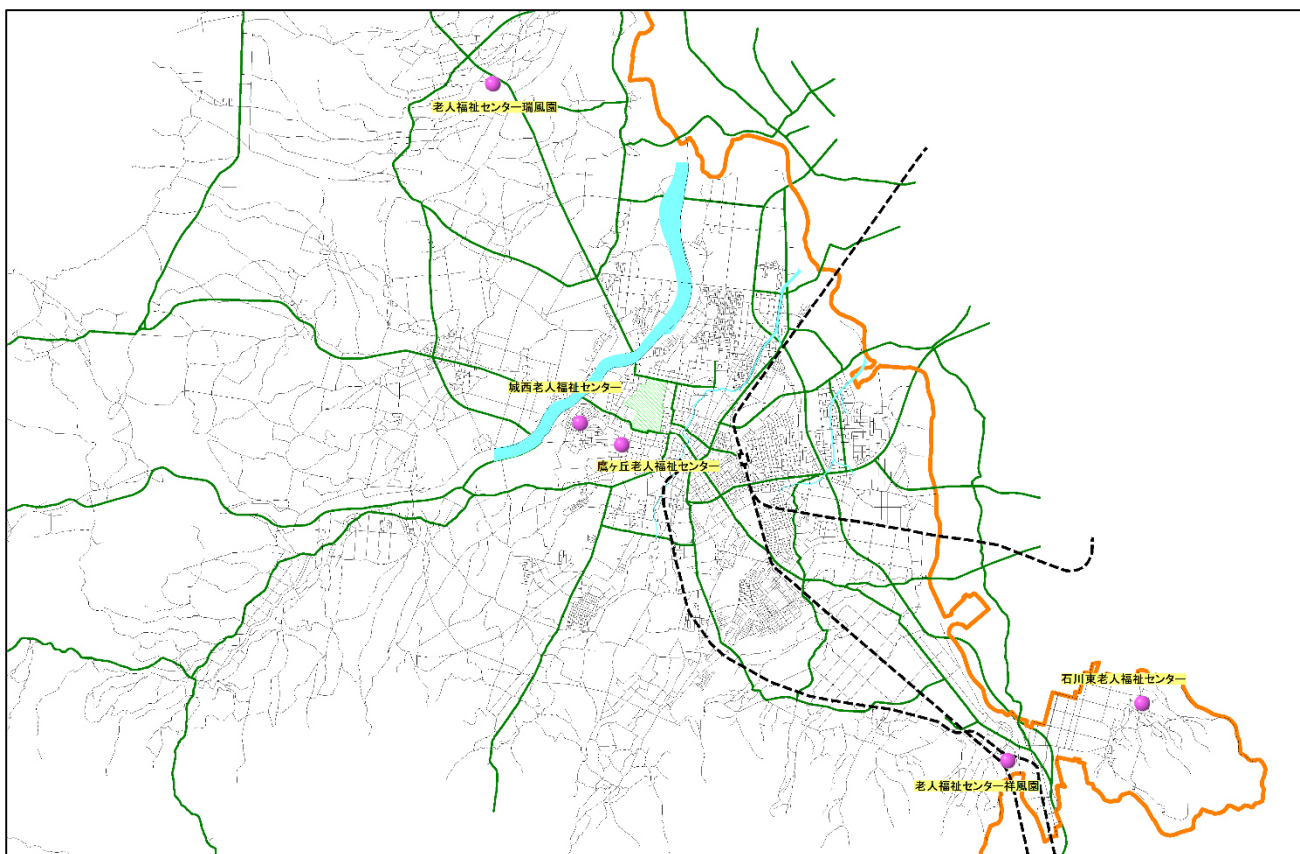 老人福祉センター瑞風園
城西老人福祉センター
鷹ヶ丘老人福祉センター
石川東老人福祉センター
老人福祉センター祥風園